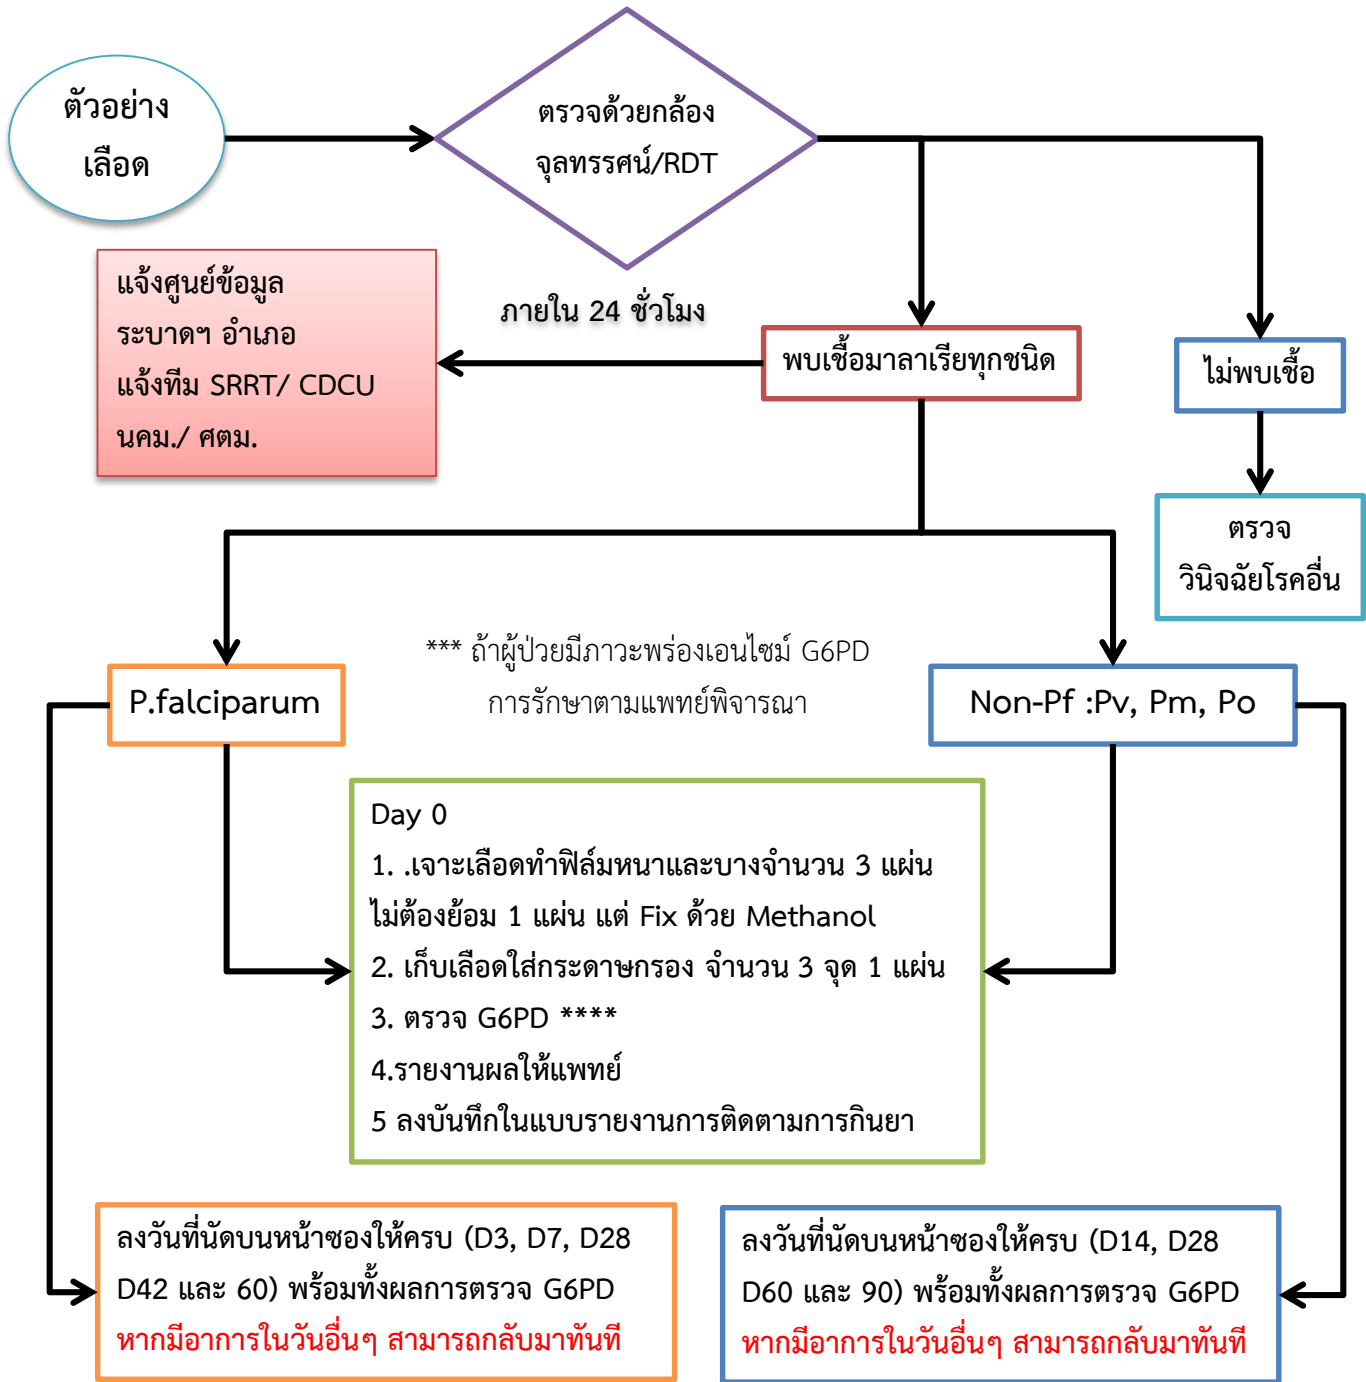 ตัวอย่าง
เลือด
ตรวจด้วยกล้อง
จุลทรรศน์/RDT
แจ้งศูนย์ข้อมูล
ระบาดฯ อำเภอ
แจ้งทีม SRRT/ CDCU
นคม./ ศตม.
ภายใน 24 ชั่วโมง
พบเชื้อมาลาเรียทุกชนิด
ไม่พบเชื้อ
ตรวจ
วินิจฉัยโรคอื่น
*** ถ้าผู้ป่วยมีภาวะพร่องเอนไซม์ G6PD
การรักษาตามแพทย์พิจารณา
P.falciparum
Non-Pf :Pv, Pm, Po
Day 0
1. .เจาะเลือดทำฟิล์มหนาและบางจำนวน 3 แผ่น
ไม่ต้องย้อม 1 แผ่น แต่ Fix ด้วย Methanol
2. เก็บเลือดใส่กระดาษกรอง จำนวน 3 จุด 1 แผ่น
3. ตรวจ G6PD ****
4.รายงานผลให้แพทย์
5 ลงบันทึกในแบบรายงานการติดตามการกินยา
ลงวันที่นัดบนหน้าซองให้ครบ (D3, D7, D28
D42 และ 60) พร้อมทั้งผลการตรวจ G6PD
หากมีอาการในวันอื่นๆ สามารถกลับมาทันที
ลงวันที่นัดบนหน้าซองให้ครบ (D14, D28
D60 และ 90) พร้อมทั้งผลการตรวจ G6PD
หากมีอาการในวันอื่นๆ สามารถกลับมาทันที